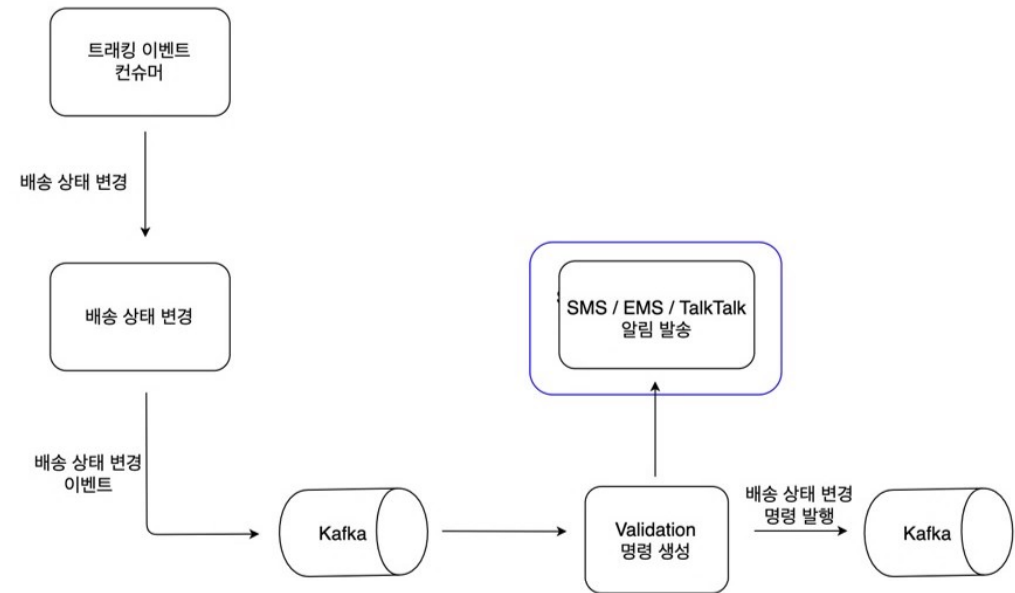 트래킹 이벤트
컨슈머
배송 상태 변경
배송 상태 변경
SMS / EMS / TalkTalk
알림 발송
배송 상태 변경
이벤트
Kafka
Validation
명령 생성
배송 상태 변경
명령 발행
Kafka